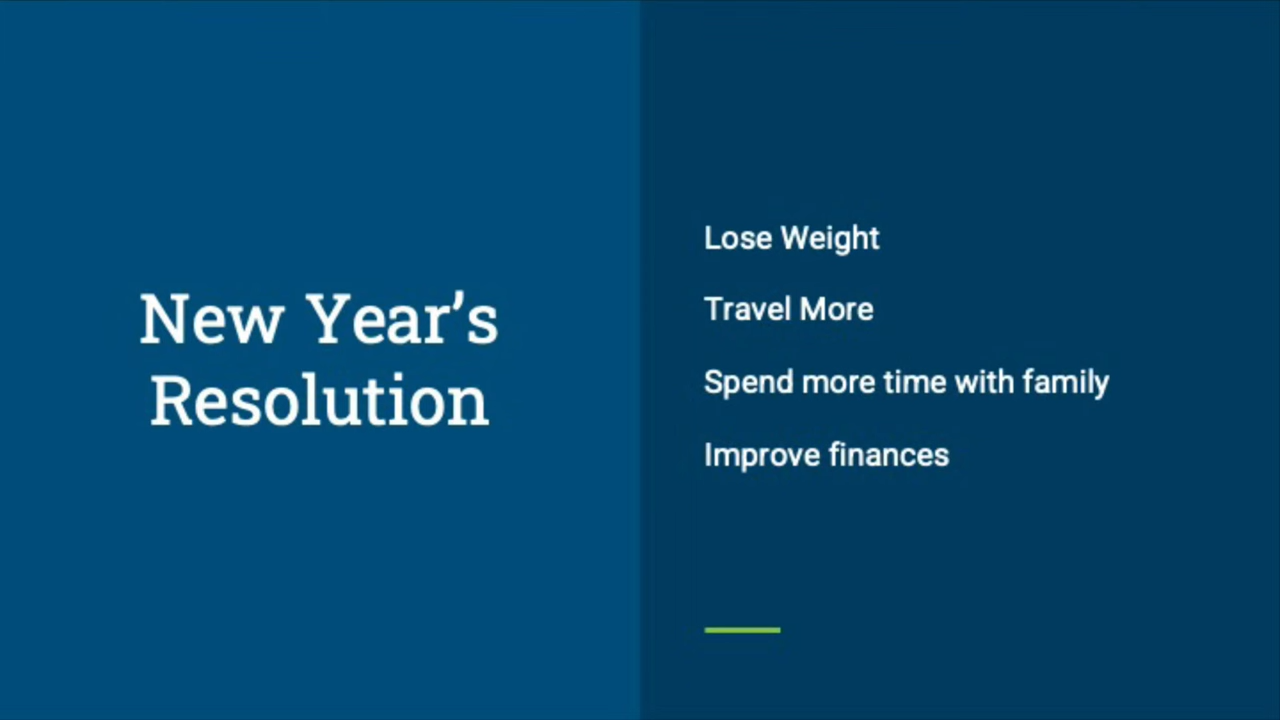 New Year’s
Resolution
Lose Weight
Travel More
Spend more time with family
Improve finances